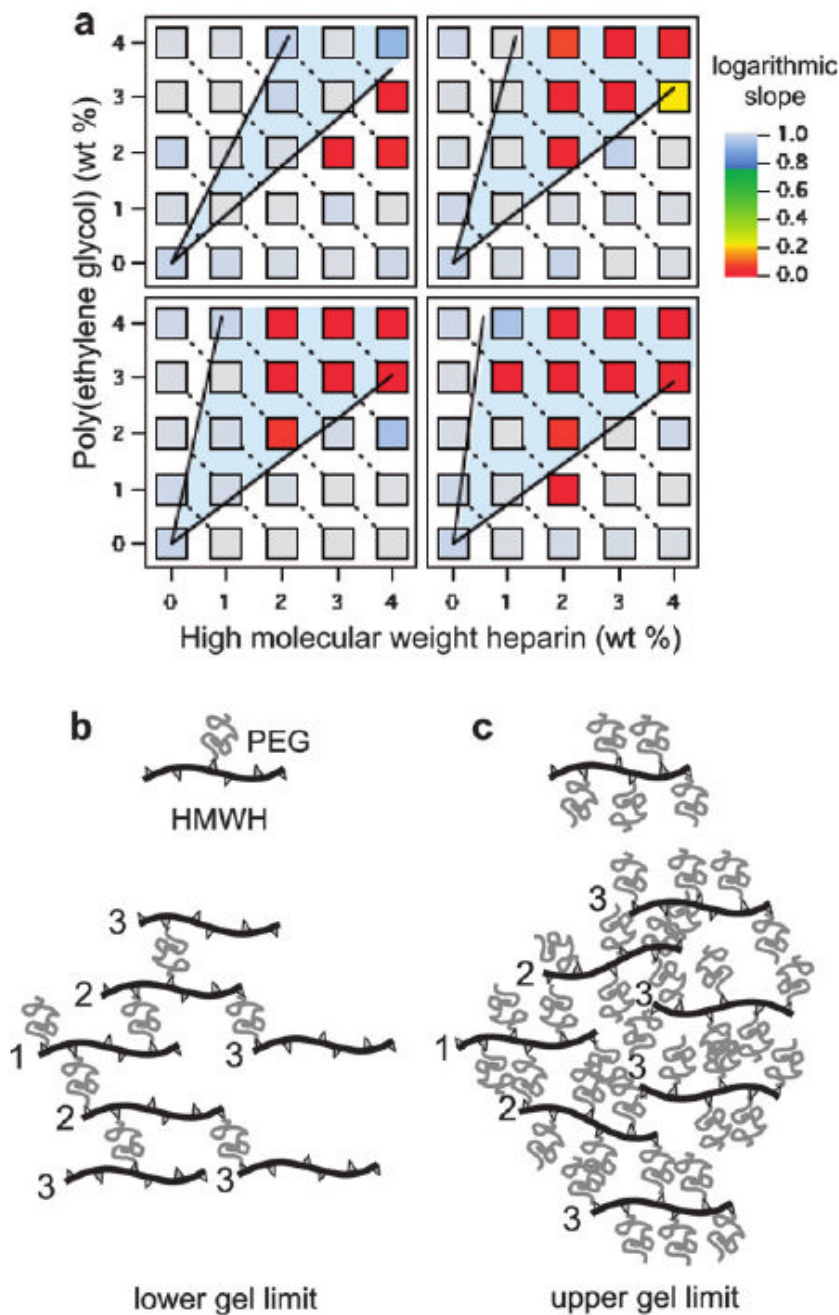 a
logarithmic
slope
1.0
0.8
0.6
0.4
0.2
0.0
Poly(ethylene glycol) (wt %)
4
3
2
1
0
4
3
2
1
0
0 1 2 3 4 0 1 2 3 4
High molecular weight heparin (wt %)
b
PEG
HMWH
3
2
1
3
2
3
3
lower gel limit
c
3
2
3
1
3
2
3
upper gel limit